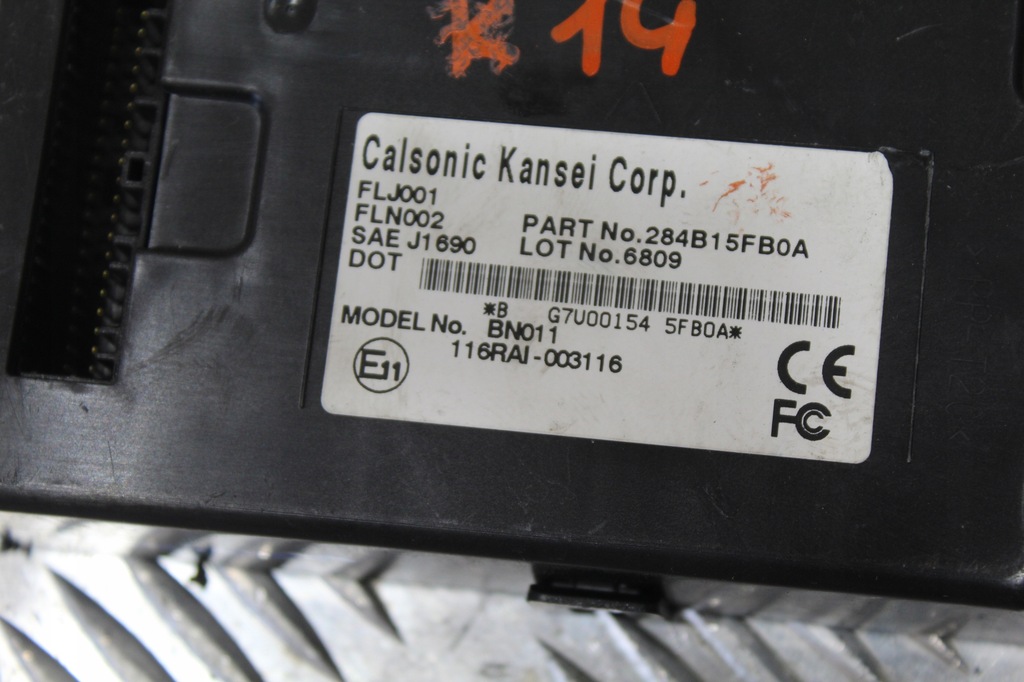 K 14
Calsonic Kansei Corp.
FLJ001
FLN002 PART No.284B15FB0A
SAE J1690 LOT No.6809
DOT
*B G7U00154 5FB0A*
MODEL No. BN011
E11 116RAI-003116
CE
FC